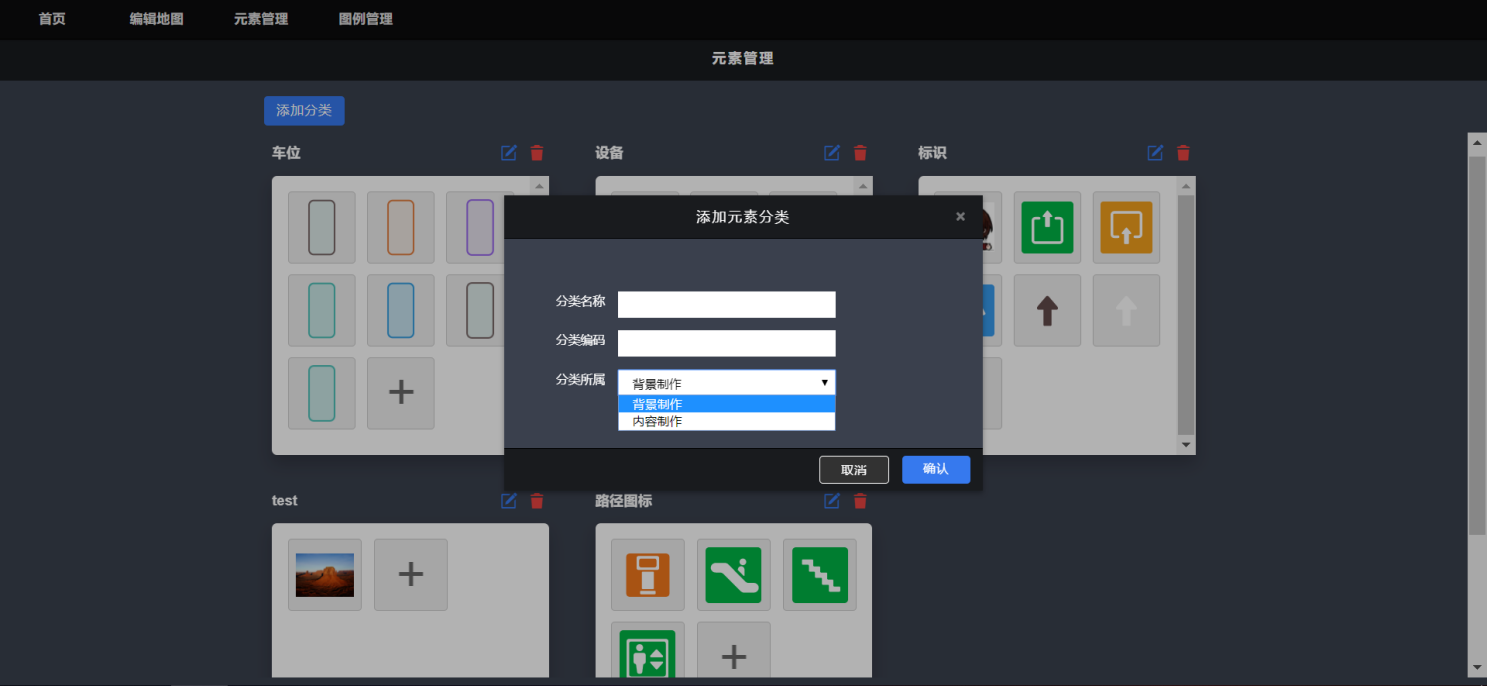 首页 编辑地图 元素管理 图例管理
元素管理
添加分类
车位 设备 标识
添加元素分类 ×
分类名称
分类编码
分类所属 背景制作
背景制作
内容制作
取消 确认
test 路径图标